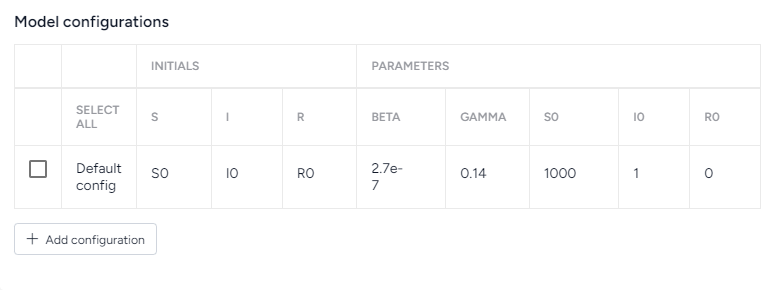 Model configurations
INITIALS PARAMETERS
SELECT
ALL S I R BETA GAMMA S0 I0 R0
Default
config S0 I0 R0 2.7e-
7 0.14 1000 1 0
+ Add configuration